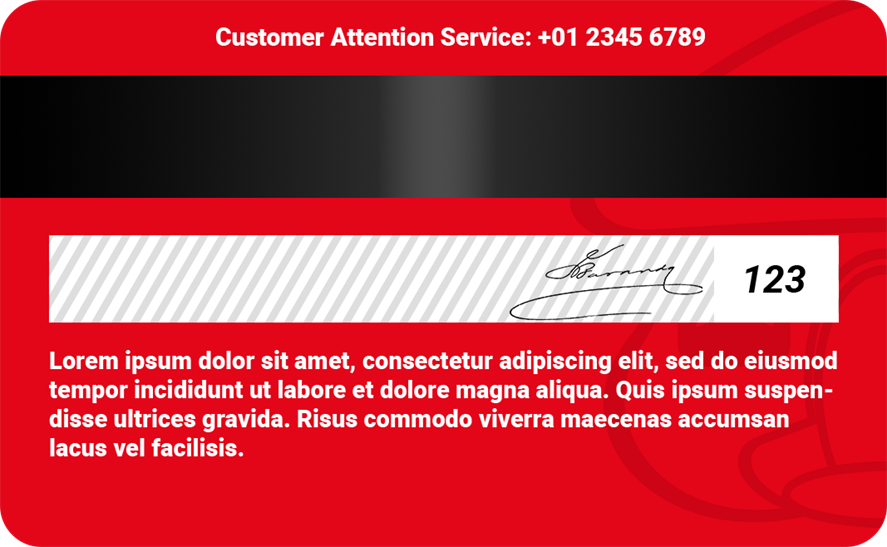 Customer Attention Service: +01 2345 6789
123
Lorem ipsum dolor sit amet, consectetur adipiscing elit, sed do eiusmod
tempor incididunt ut labore et dolore magna aliqua. Quis ipsum suspen-
disse ultrices gravida. Risus commodo viverra maecenas accumsan
lacus vel facilisis.